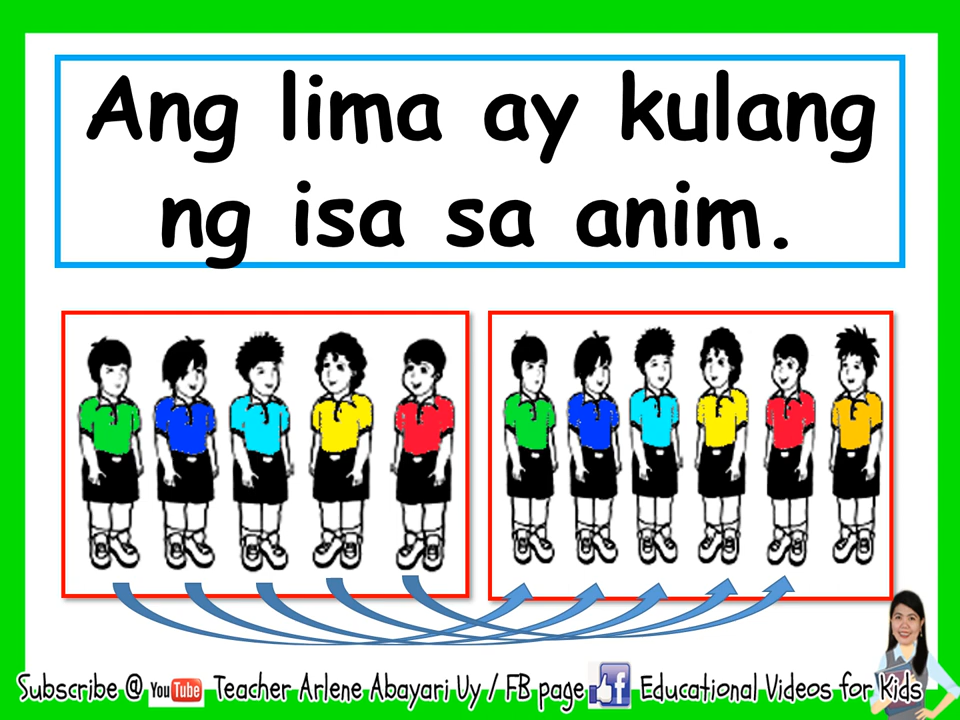 Ang lima ay kulang
ng isa sa anim.
Subscribe @ YouTube Teacher Arlene Abayari Uy / FB page f Educational Videos for Kids